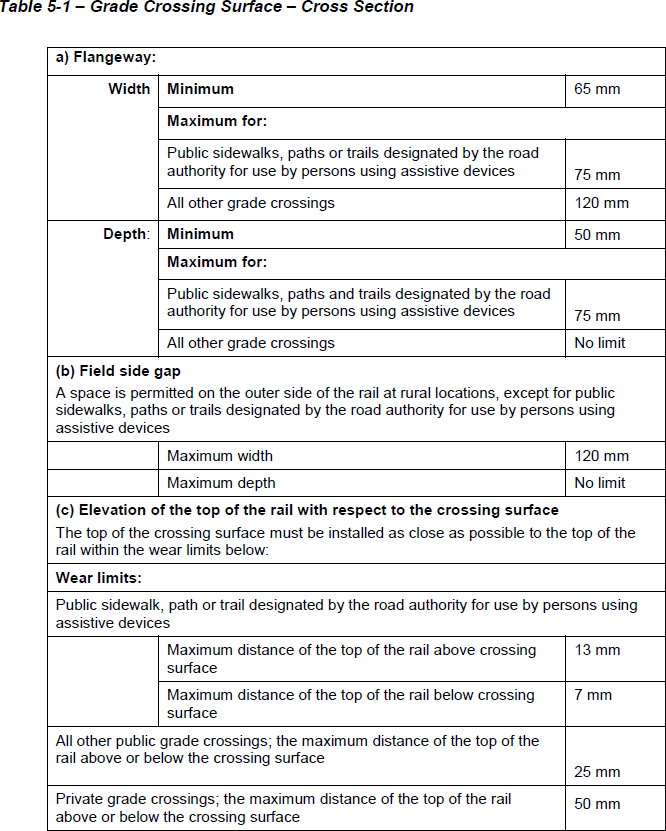 Table 5-1 – Grade Crossing Surface – Cross Section
a) Flangeway:
Width Minimum 65 mm
Maximum for:
Public sidewalks, paths or trails designated by the road
authority for use by persons using assistive devices 75 mm
All other grade crossings 120 mm
Depth: Minimum 50 mm
Maximum for:
Public sidewalks, paths and trails designated by the road
authority for use by persons using assistive devices 75 mm
All other grade crossings No limit
(b) Field side gap
A space is permitted on the outer side of the rail at rural locations, except for public
sidewalks, paths or trails designated by the road authority for use by persons using
assistive devices
Maximum width 120 mm
Maximum depth No limit
(c) Elevation of the top of the rail with respect to the crossing surface
The top of the crossing surface must be installed as close as possible to the top of the
rail within the wear limits below:
Wear limits:
Public sidewalk, path or trail designated by the road authority for use by persons using
assistive devices
Maximum distance of the top of the rail above crossing 13 mm
surface
Maximum distance of the top of the rail below crossing 7 mm
surface
All other public grade crossings; the maximum distance of the top of the
rail above or below the crossing surface
25 mm
Private grade crossings; the maximum distance of the top of the rail 50 mm
above or below the crossing surface